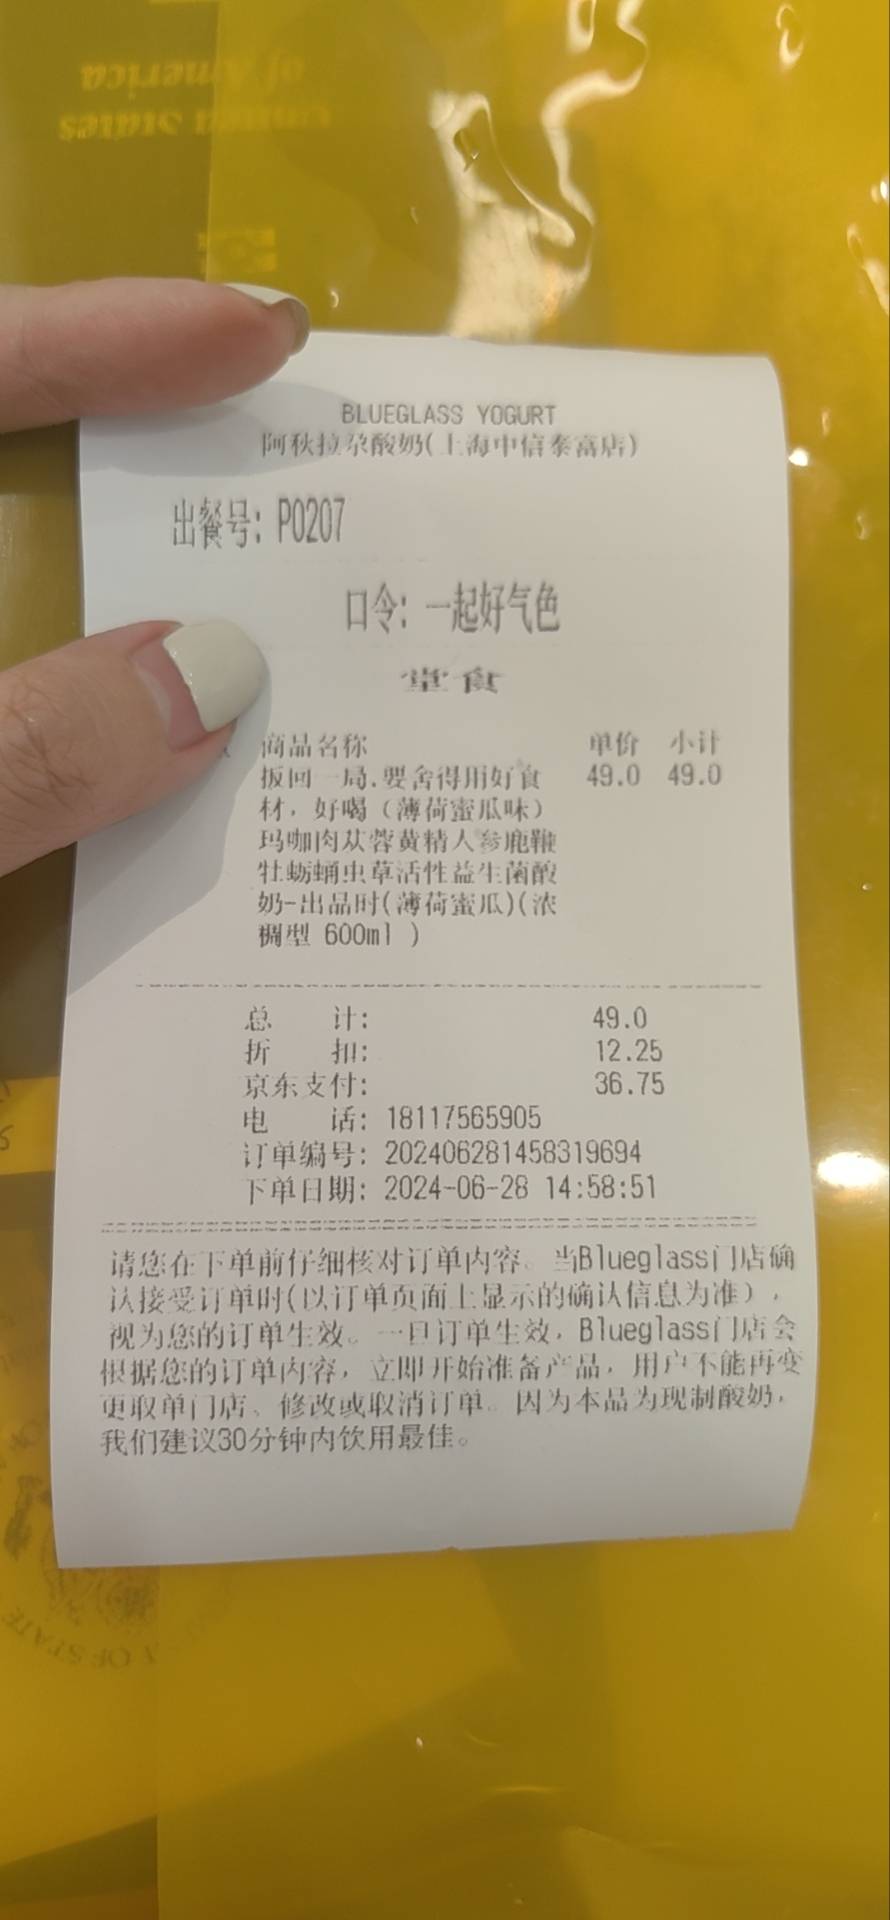 of America
United States
BLUEGLASS YOGURT
阿秋拉尕酸奶(上海中信泰富店)
出餐号: P0207
口令: 一起好气色
堂食
商品名称 单价 小计
扳回一局.要舍得用好食 49.0 49.0
材，好喝（薄荷蜜瓜味）
玛咖肉苁蓉黄精人参鹿鞭
牡蛎蛹虫草活性益生菌酸
奶-出品时(薄荷蜜瓜)(浓
稠型 600ml )
总 计: 49.0
折 扣: 12.25
京东支付: 36.75
电 话: 18117565905
订单编号: 202406281458319694
下单日期: 2024-06-28 14:58:51
请您在下单前仔细核对订单内容。当Blueglass门店确
认接受订单时(以订单页面上显示的确认信息为准)，
视为您的订单生效。一旦订单生效，Blueglass门店会
根据您的订单内容，立即开始准备产品，用户不能再变
更取单门店、修改或取消订单。因为本品为现制酸奶，
我们建议30分钟内饮用最佳。
OF STATE